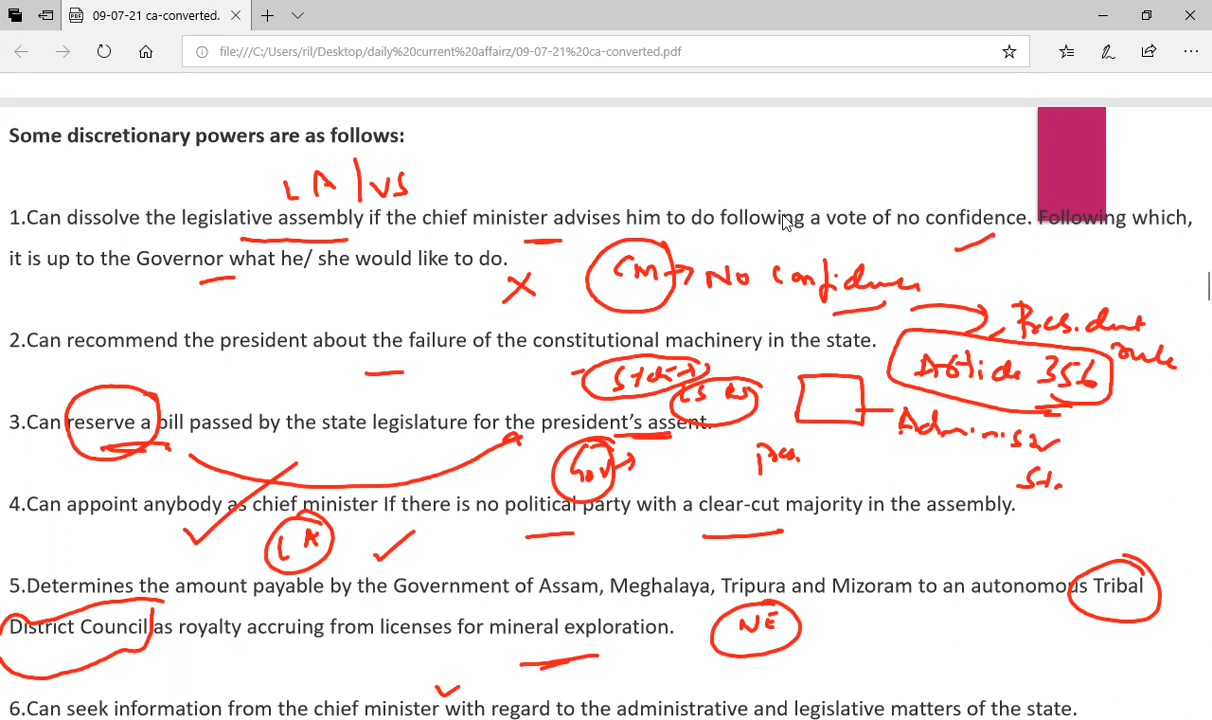 09-07-21 ca-converted.
file:///C:/Users/ril/Desktop/daily%20current%20affairz/09-07-21%20ca-converted.pdf
Some discretionary powers are as follows:
LA | VS
1.Can dissolve the legislative assembly if the chief minister advises him to do following a vote of no confidence. Following which,
it is up to the Governor what he/ she would like to do.
CM → No confidence
President rule
2.Can recommend the president about the failure of the constitutional machinery in the state.
Article 356
State →
LS RS
3.Can reserve a bill passed by the state legislature for the president's assent.
Gov →
Pres.
St.
4.Can appoint anybody as chief minister If there is no political party with a clear-cut majority in the assembly.
LA
5.Determines the amount payable by the Government of Assam, Meghalaya, Tripura and Mizoram to an autonomous Tribal
District Council as royalty accruing from licenses for mineral exploration.
NE
6.Can seek information from the chief minister with regard to the administrative and legislative matters of the state.